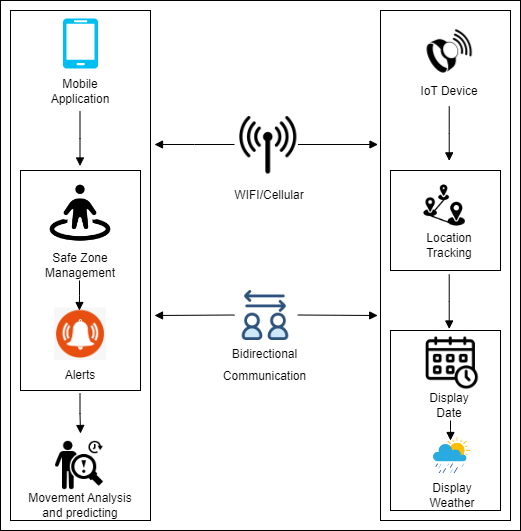 Mobile
Application
Safe Zone
Management
Alerts
Movement Analysis
and predicting
WIFI/Cellular
Bidirectional
Communication
IoT Device
Location
Tracking
Display
Date
Display
Weather